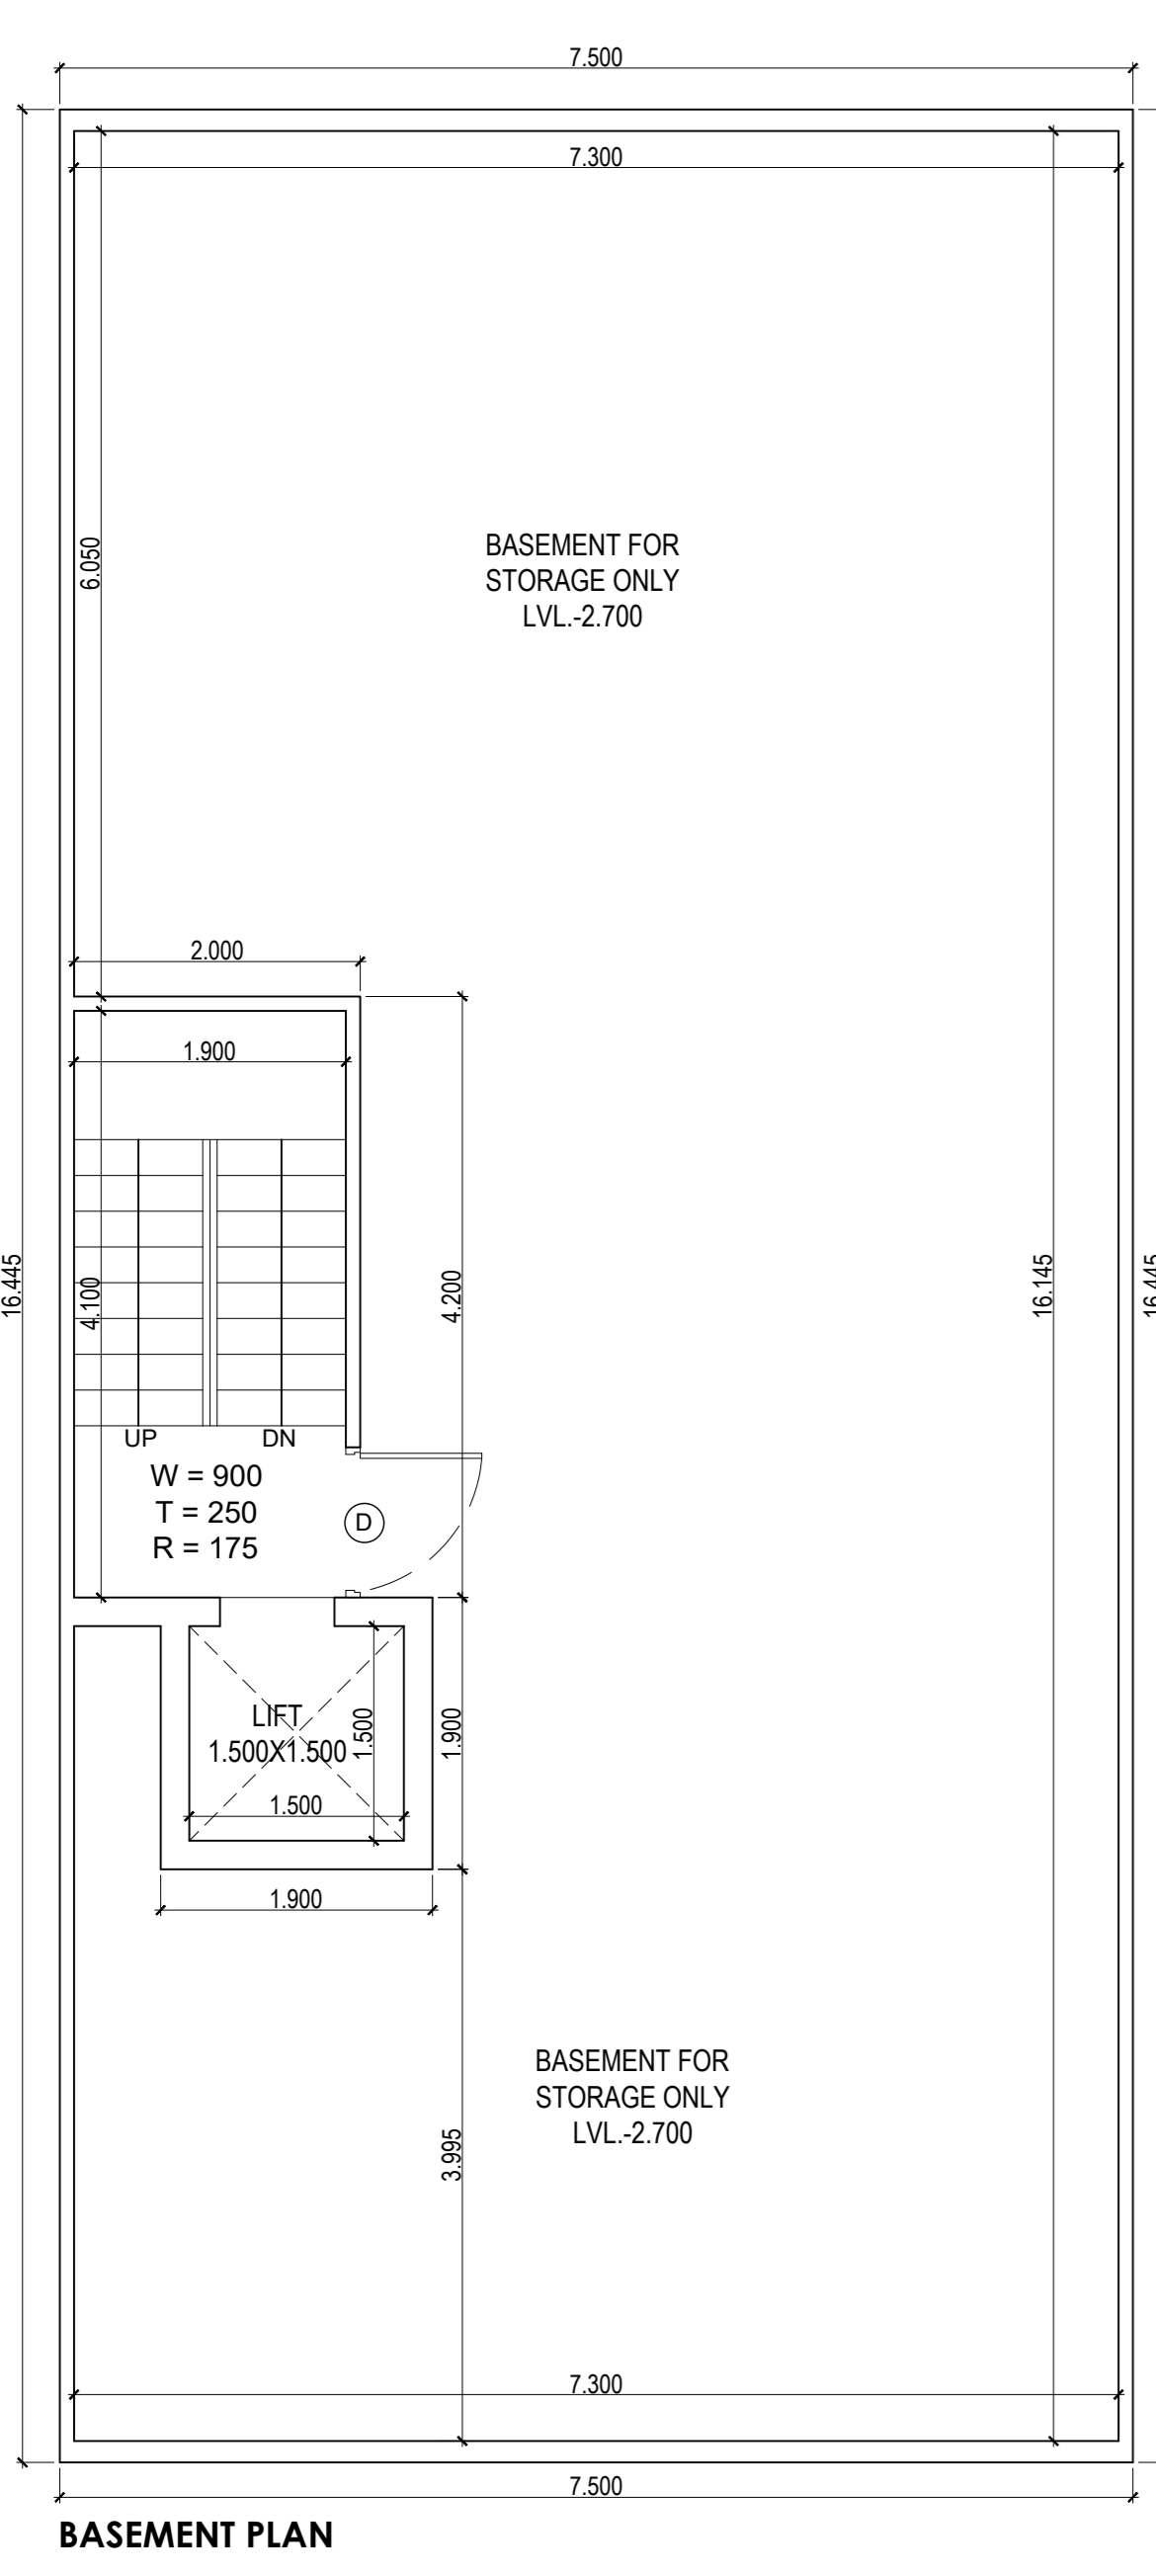 7.500
7.300
6.050
BASEMENT FOR
STORAGE ONLY
LVL.-2.700
2.000
1.900
16.445
4.100
4.200
16.145
16.445
UP
DN
W = 900
T = 250
R = 175
D
LIFT
1.500X1.500
1.500
1.900
1.500
1.900
BASEMENT FOR
STORAGE ONLY
LVL.-2.700
3.995
7.300
7.500
BASEMENT PLAN